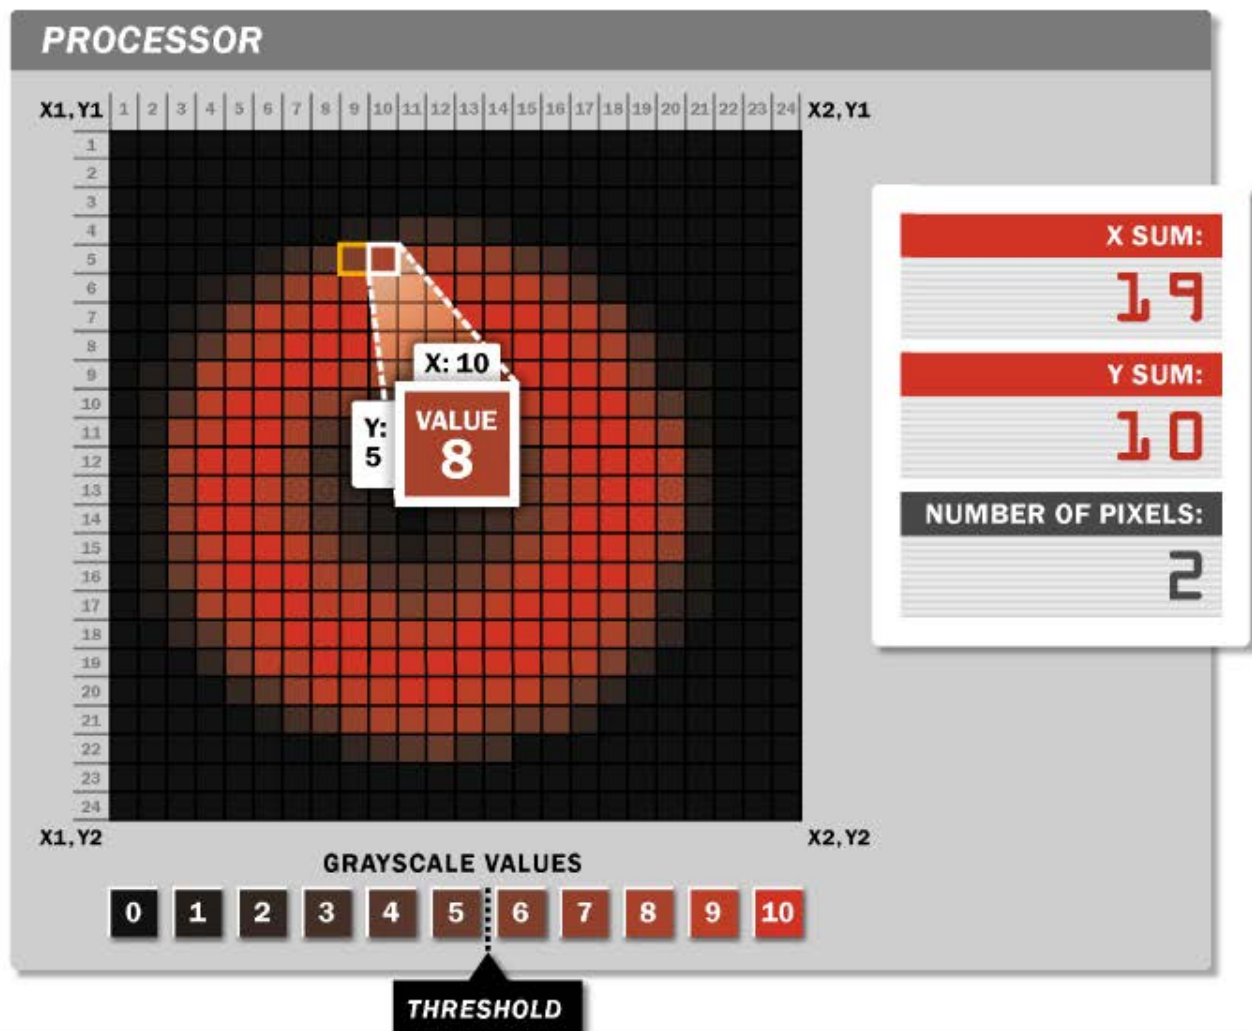 PROCESSOR
X1, Y1 1 2 3 4 5 6 7 8 9 10 11 12 13 14 15 16 17 18 19 20 21 22 23 24 X2, Y1
1
2
3
4
5
6
7
8
9
10
11
12
13
14
15
16
17
18
19
20
21
22
23
24
X: 10
Y:
5
VALUE
8
X1, Y2
X2, Y2
X SUM:
19
Y SUM:
10
NUMBER OF PIXELS:
2
GRAYSCALE VALUES
0 1 2 3 4 5 6 7 8 9 10
THRESHOLD